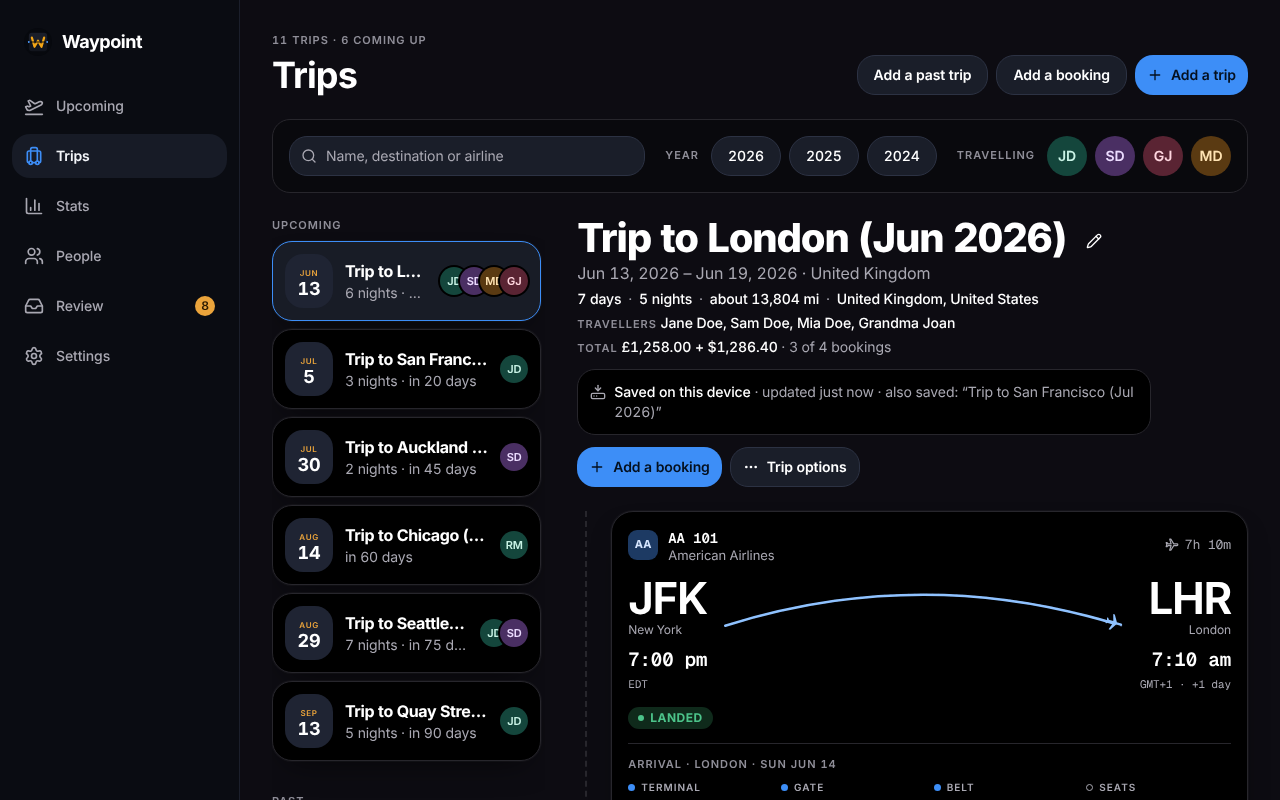 Waypoint
Upcoming
Trips
Stats
People
Review
8
Settings
11 TRIPS · 6 COMING UP
Trips
Add a past trip
Add a booking
+ Add a trip
Name, destination or airline
YEAR
2026
2025
2024
TRAVELLING
JD
SD
GJ
MD
UPCOMING
JUN
13
Trip to L...
6 nights · ...
GJ
JUL
5
Trip to San Franc...
3 nights · in 20 days
JD
JUL
30
Trip to Auckland ...
2 nights · in 45 days
SD
AUG
14
Trip to Chicago (...
in 60 days
RM
AUG
29
Trip to Seattle...
7 nights · in 75 d...
SD
SEP
13
Trip to Quay Stre...
5 nights · in 90 days
JD
Trip to London (Jun 2026)
Jun 13, 2026 – Jun 19, 2026 · United Kingdom
7 days · 5 nights · about 13,804 mi · United Kingdom, United States
TRAVELLERS Jane Doe, Sam Doe, Mia Doe, Grandma Joan
TOTAL £1,258.00 + $1,286.40 · 3 of 4 bookings
Saved on this device · updated just now · also saved: “Trip to San Francisco (Jul
2026)”
+ Add a booking
··· Trip options
AA
AA 101
American Airlines
7h 10m
JFK
New York
7:00 pm
EDT
LHR
London
7:10 am
GMT+1 · +1 day
LANDED
ARRIVAL · LONDON · SUN JUN 14
TERMINAL
GATE
BELT
SEATS